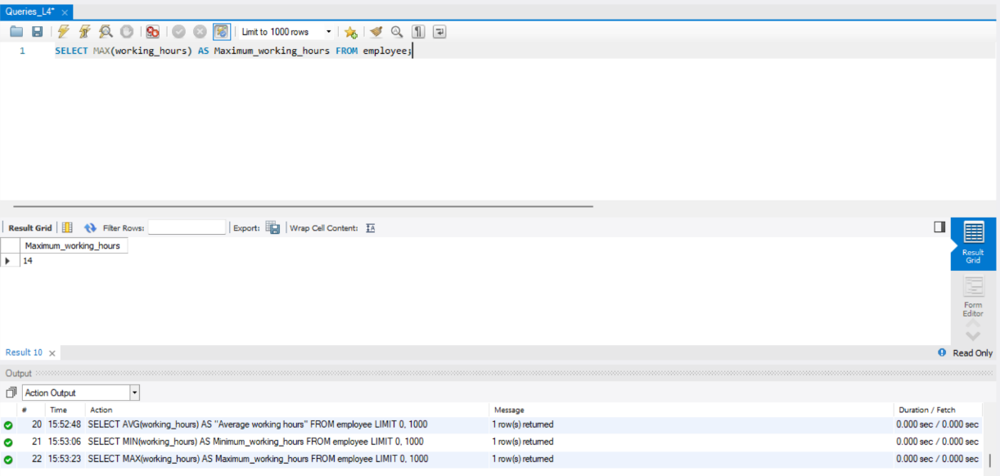 Queries_L4*
Limit to 1000 rows
1 SELECT MAX(working_hours) AS Maximum_working_hours FROM employee;
Result Grid Filter Rows: Export: Wrap Cell Content:
Maximum_working_hours
14
Result
Grid
Form
Editor
Result 10 Read Only
Output
Action Output
# Time Action Message Duration / Fetch
20 15:52:48 SELECT AVG(working_hours) AS "Average working hours" FROM employee LIMIT 0, 1000 1 row(s) returned 0.000 sec / 0.000 sec
21 15:53:06 SELECT MIN(working_hours) AS Minimum_working_hours FROM employee LIMIT 0, 1000 1 row(s) returned 0.000 sec / 0.000 sec
22 15:53:23 SELECT MAX(working_hours) AS Maximum_working_hours FROM employee LIMIT 0, 1000 1 row(s) returned 0.000 sec / 0.000 sec